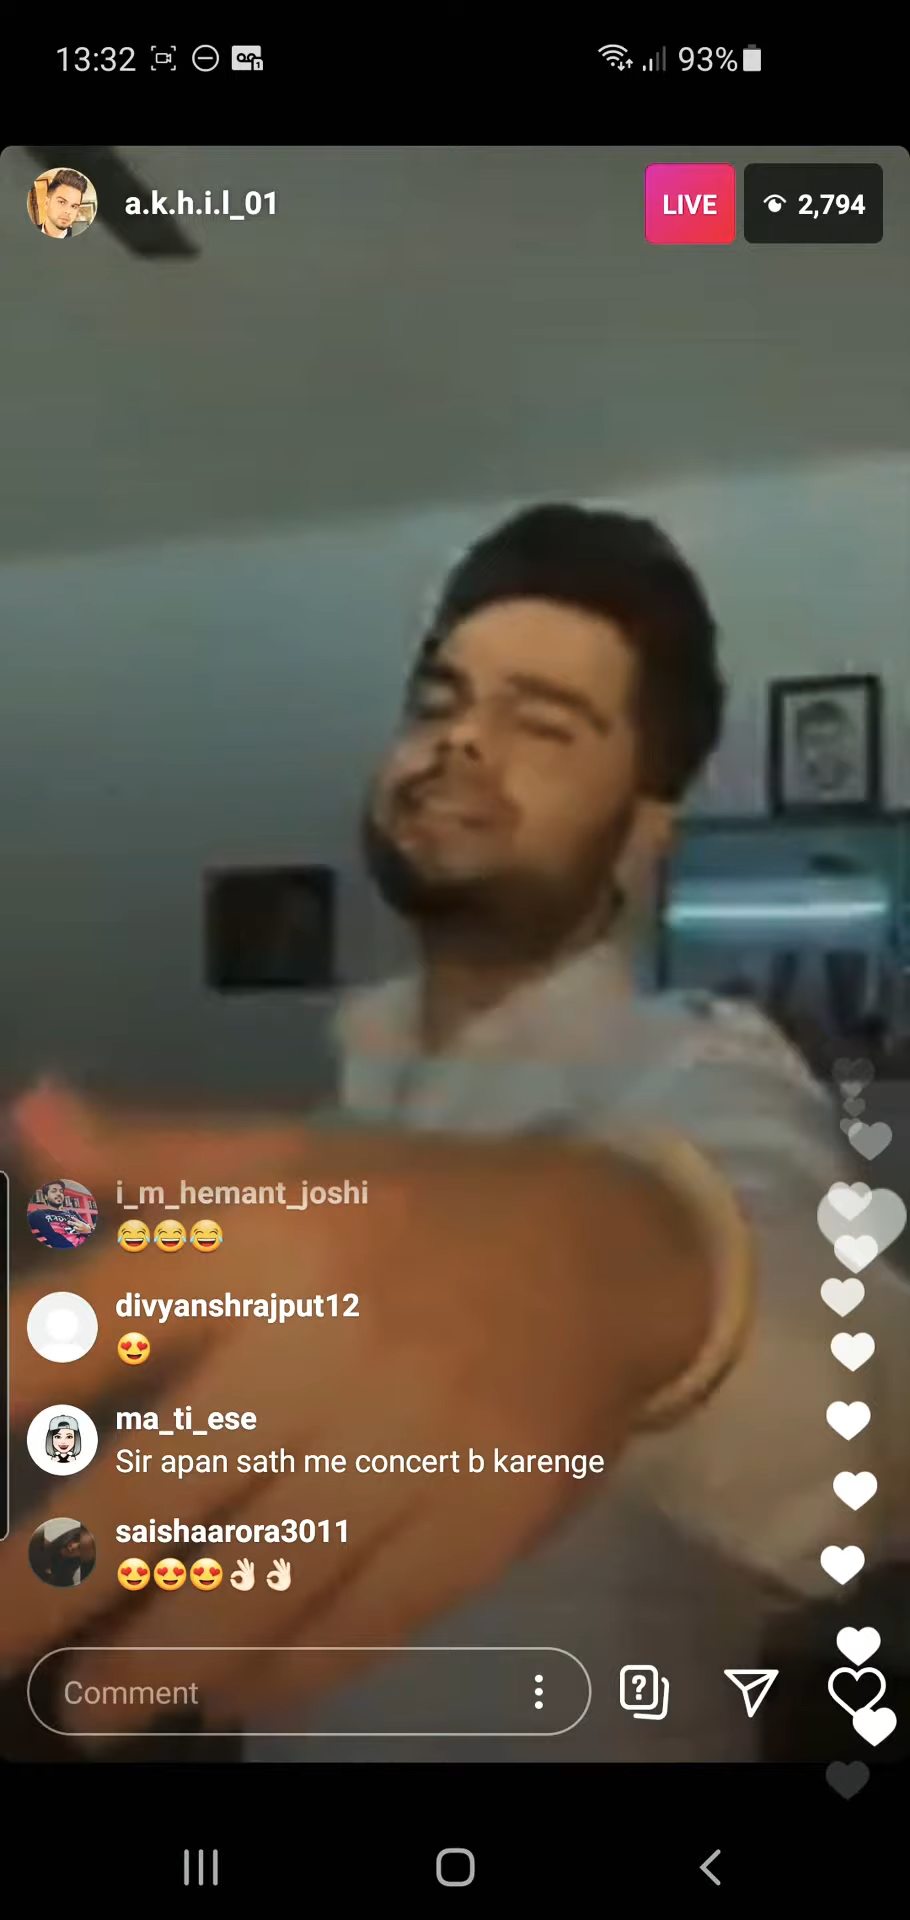 13:32
93%
a.k.h.i.l_01
LIVE
2,794
i_m_hemant_joshi
😂😂😂
divyanshrajput12
😍
ma_ti_ese
Sir apan sath me concert b karenge
saishaarora3011
😍😍😍👌🏻👌🏻
Comment